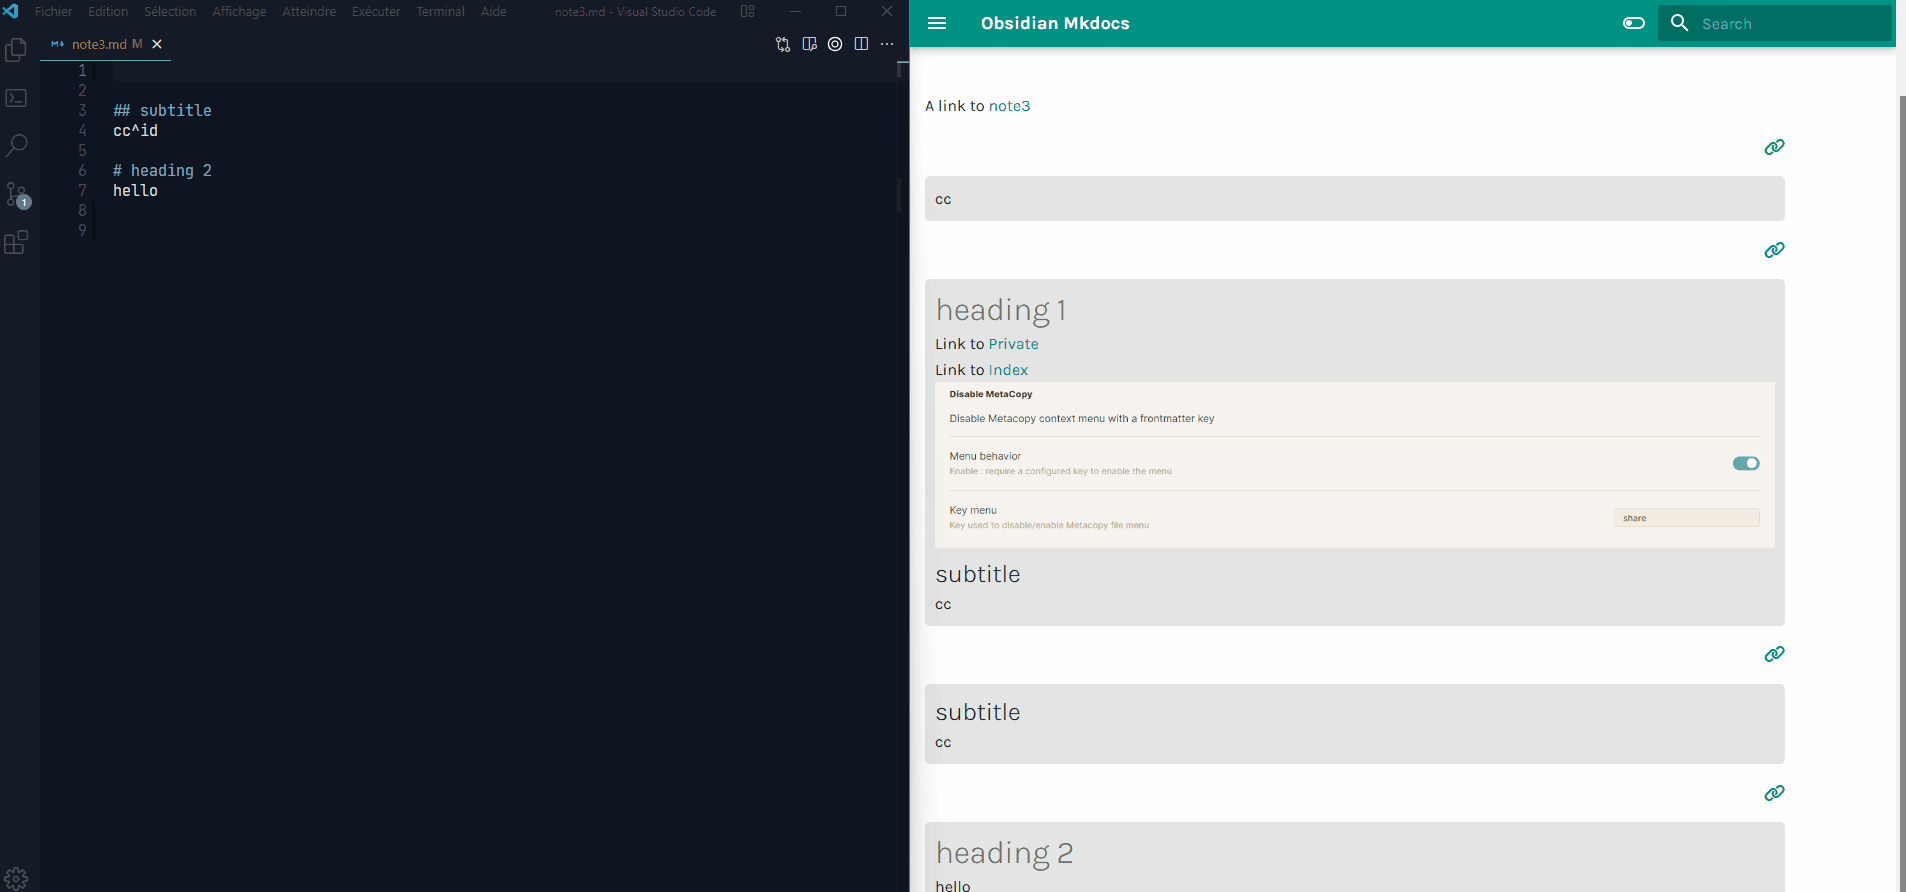 Fichier Edition Sélection Affichage Atteindre Exécuter Terminal Aide note3.md - Visual Studio Code
note3.md M
1
2
3 ## subtitle
4 cc^id
5
6 # heading 2
7 hello
8
9
1
Obsidian Mkdocs
Search
A link to note3
cc
heading 1
Link to Private
Link to Index
Disable MetaCopy
Disable Metacopy context menu with a frontmatter key
Menu behavior
Enable : require a configured key to enable the menu
Key menu
Key used to disable/enable Metacopy file menu
share
subtitle
cc
subtitle
cc
heading 2
hello